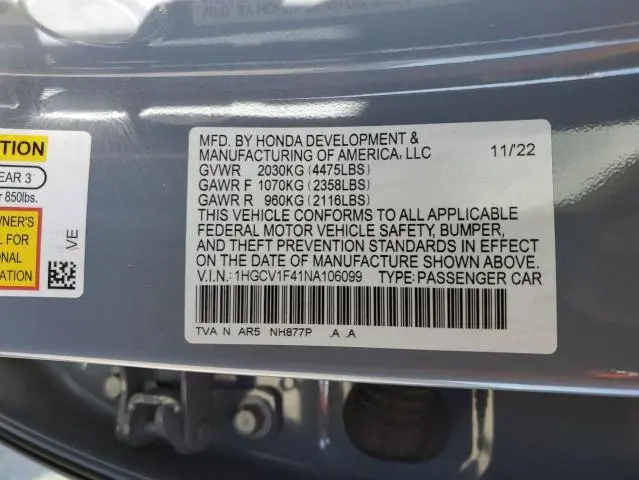 MFD. BY HONDA DEVELOPMENT &
MANUFACTURING OF AMERICA, LLC 11/22
GVWR 2030KG (4475LBS)
GAWR F 1070KG (2358LBS)
GAWR R 960KG (2116LBS)
THIS VEHICLE CONFORMS TO ALL APPLICABLE
FEDERAL MOTOR VEHICLE SAFETY, BUMPER,
AND THEFT PREVENTION STANDARDS IN EFFECT
ON THE DATE OF MANUFACTURE SHOWN ABOVE.
V.I.N.: 1HGCV1F41NA106099 TYPE: PASSENGER CAR
TVA N AR5 NH877P .A .A
TION
EAR 3
850lbs.
WNER'S
L FOR
ONAL
ION
VE